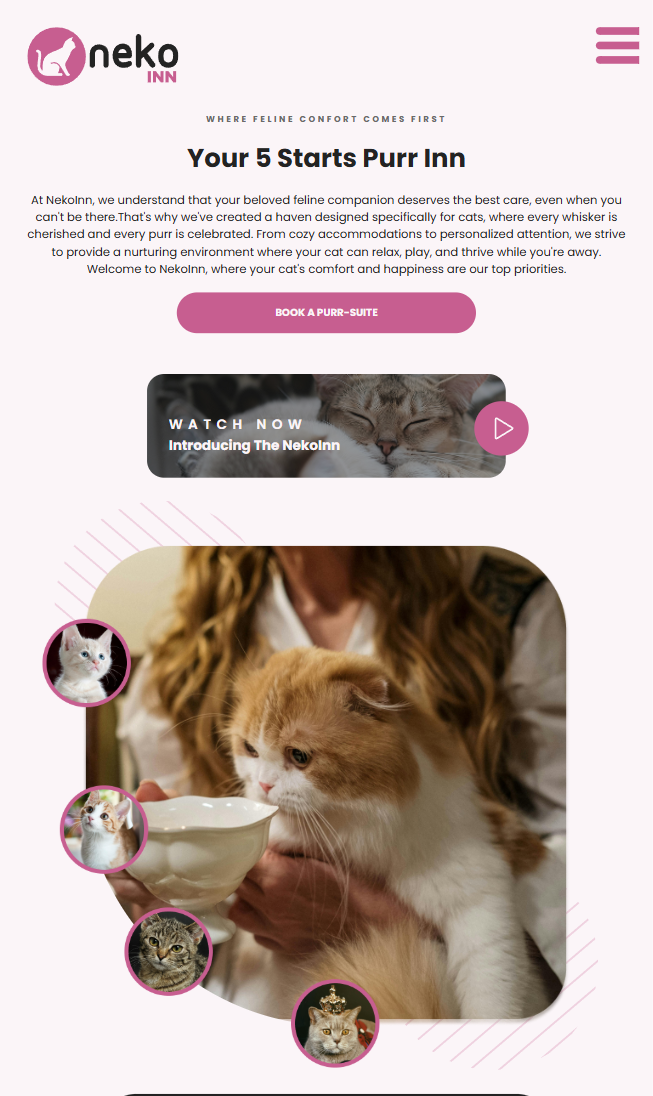 neko
INN
WHERE FELINE CONFORT COMES FIRST
Your 5 Starts Purr Inn
At NekoInn, we understand that your beloved feline companion deserves the best care, even when you
can't be there.That's why we've created a haven designed specifically for cats, where every whisker is
cherished and every purr is celebrated. From cozy accommodations to personalized attention, we strive
to provide a nurturing environment where your cat can relax, play, and thrive while you're away.
Welcome to NekoInn, where your cat's comfort and happiness are our top priorities.
BOOK A PURR-SUITE
WATCH NOW
Introducing The NekoInn